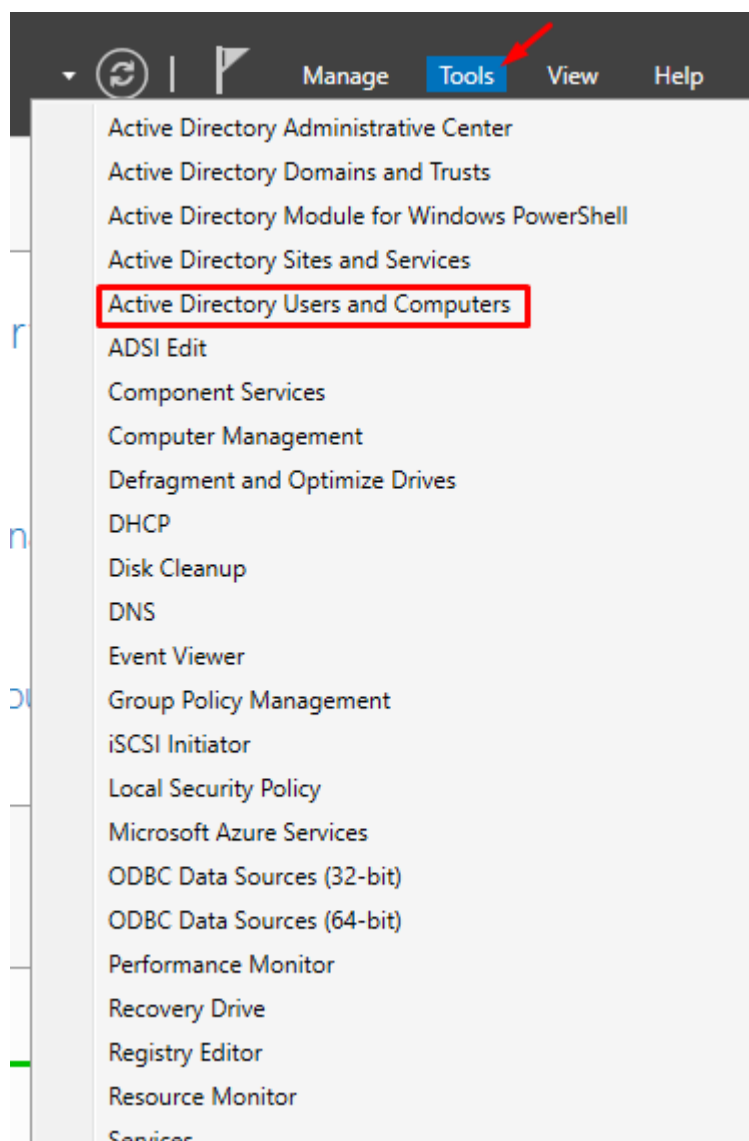 Manage Tools View Help
Active Directory Administrative Center
Active Directory Domains and Trusts
Active Directory Module for Windows PowerShell
Active Directory Sites and Services
Active Directory Users and Computers
ADSI Edit
Component Services
Computer Management
Defragment and Optimize Drives
DHCP
Disk Cleanup
DNS
Event Viewer
Group Policy Management
iSCSI Initiator
Local Security Policy
Microsoft Azure Services
ODBC Data Sources (32-bit)
ODBC Data Sources (64-bit)
Performance Monitor
Recovery Drive
Registry Editor
Resource Monitor
Services